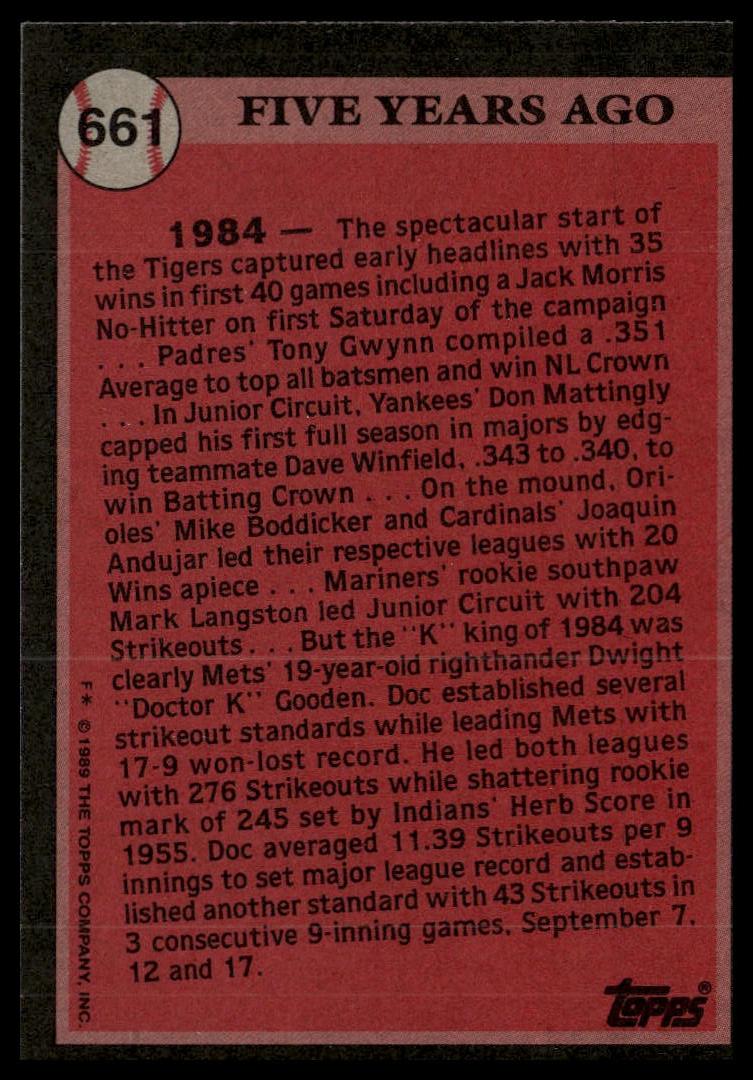 661
FIVE YEARS AGO
1984 — The spectacular start of
the Tigers captured early headlines with 35
wins in first 40 games including a Jack Morris
No-Hitter on first Saturday of the campaign
. . . Padres' Tony Gwynn compiled a .351
Average to top all batsmen and win NL Crown
. . . In Junior Circuit, Yankees' Don Mattingly
capped his first full season in majors by edg-
ing teammate Dave Winfield, .343 to .340, to
win Batting Crown . . . On the mound, Ori-
oles' Mike Boddicker and Cardinals' Joaquin
Andujar led their respective leagues with 20
Wins apiece . . . Mariners' rookie southpaw
Mark Langston led Junior Circuit with 204
Strikeouts . . . But the "K" king of 1984 was
clearly Mets' 19-year-old righthander Dwight
"Doctor K" Gooden. Doc established several
strikeout standards while leading Mets with
17-9 won-lost record. He led both leagues
with 276 Strikeouts while shattering rookie
mark of 245 set by Indians' Herb Score in
1955. Doc averaged 11.39 Strikeouts per 9
innings to set major league record and estab-
lished another standard with 43 Strikeouts in
3 consecutive 9-inning games, September 7,
12 and 17.
F* © 1989 THE TOPPS COMPANY, INC.
Topps®